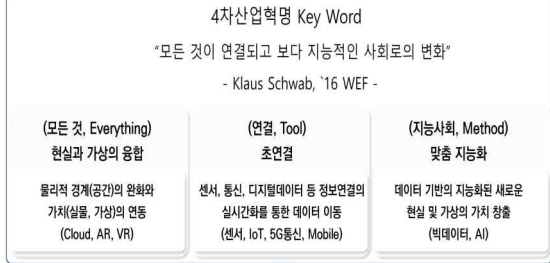 4차산업혁명 Key Word
“모든 것이 연결되고 보다 지능적인 사회로의 변화”
- Klaus Schwab, `16 WEF -
(모든 것, Everything)
현실과 가상의 융합
물리적 경계(공간)의 완화와
가치(실물, 가상)의 연동
(Cloud, AR, VR)
(연결, Tool)
초연결
센서, 통신, 디지털데이터 등 정보연결의
실시간화를 통한 데이터 이동
(센서, IoT, 5G통신, Mobile)
(지능사회, Method)
맞춤 지능화
데이터 기반의 지능화된 새로운
현실 및 가상의 가치 창출
(빅데이터, AI)